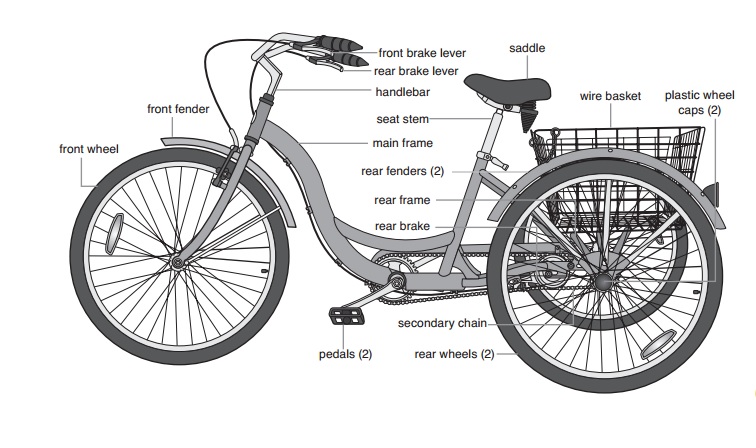 front brake lever
saddle
rear brake lever
handlebar
wire basket
plastic wheel
caps (2)
front fender
seat stem
main frame
front wheel
rear fenders (2)
rear frame
rear brake
secondary chain
pedals (2)
rear wheels (2)